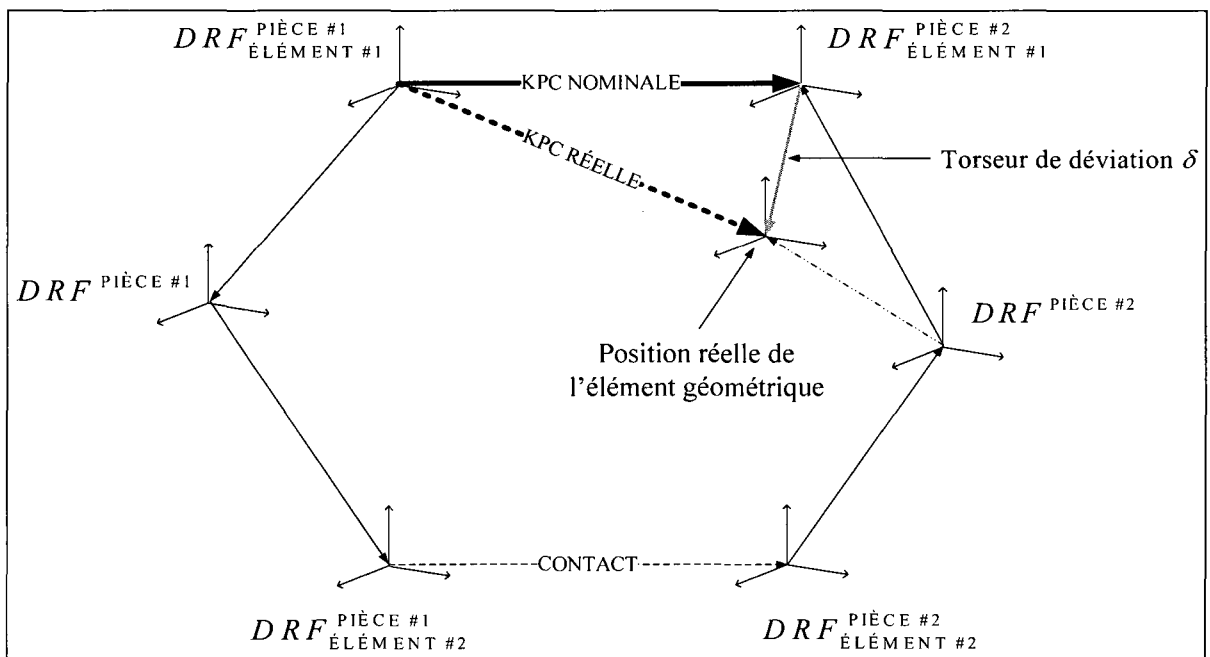 DRF PIÈCE #1 ÉLÉMENT #1
DRF PIÈCE #2 ÉLÉMENT #1
KPC NOMINALE
KPC RÉELLE
Torseur de déviation δ
DRF PIÈCE #1
DRF PIÈCE #2
Position réelle de
l'élément géométrique
CONTACT
DRF PIÈCE #1 ÉLÉMENT #2
DRF PIÈCE #2 ÉLÉMENT #2